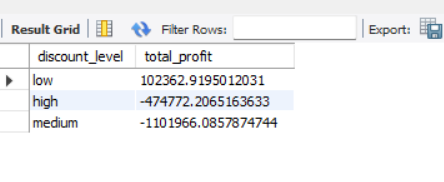 Result Grid Filter Rows: Export:
discount_level total_profit
low 102362.9195012031
high -474772.2065163633
medium -1101966.0857874744